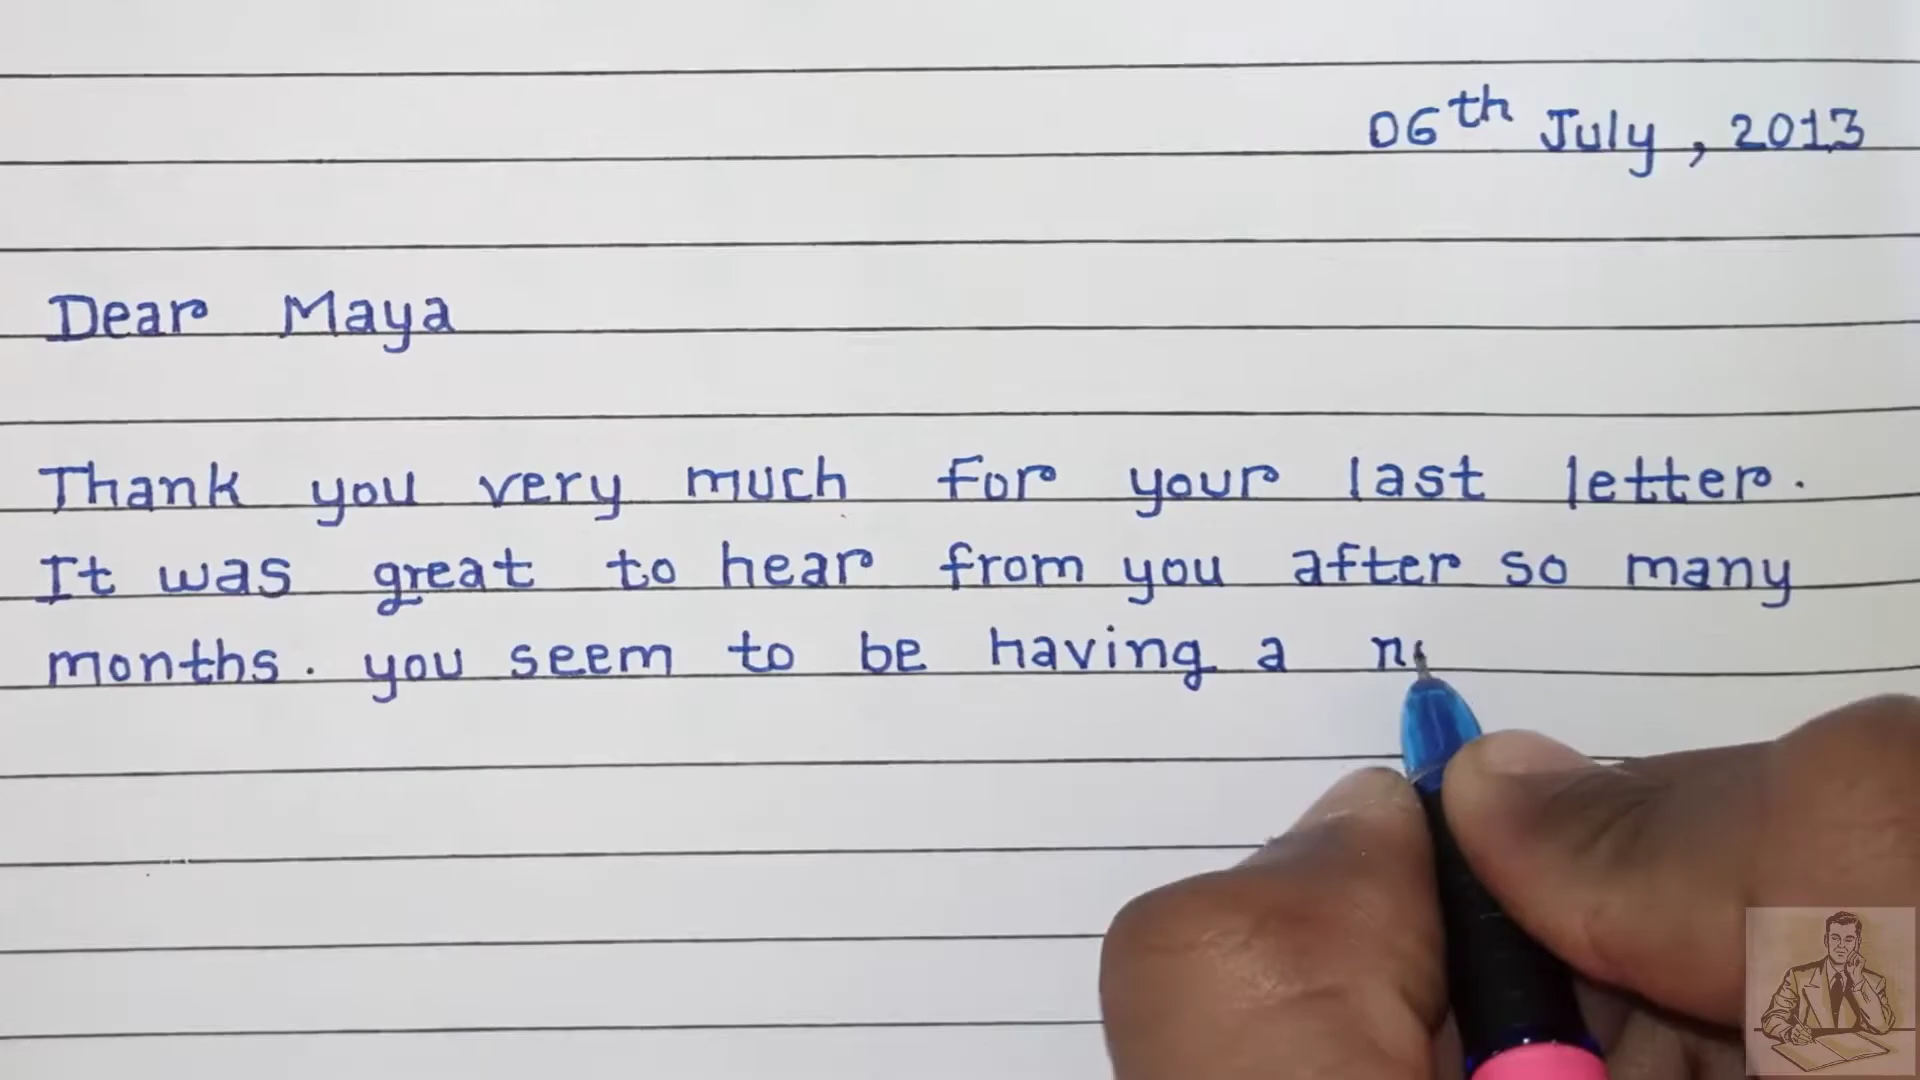 06th July, 2013
Dear Maya
Thank you very much for your last letter.
It was great to hear from you after so many
months. you seem to be having a